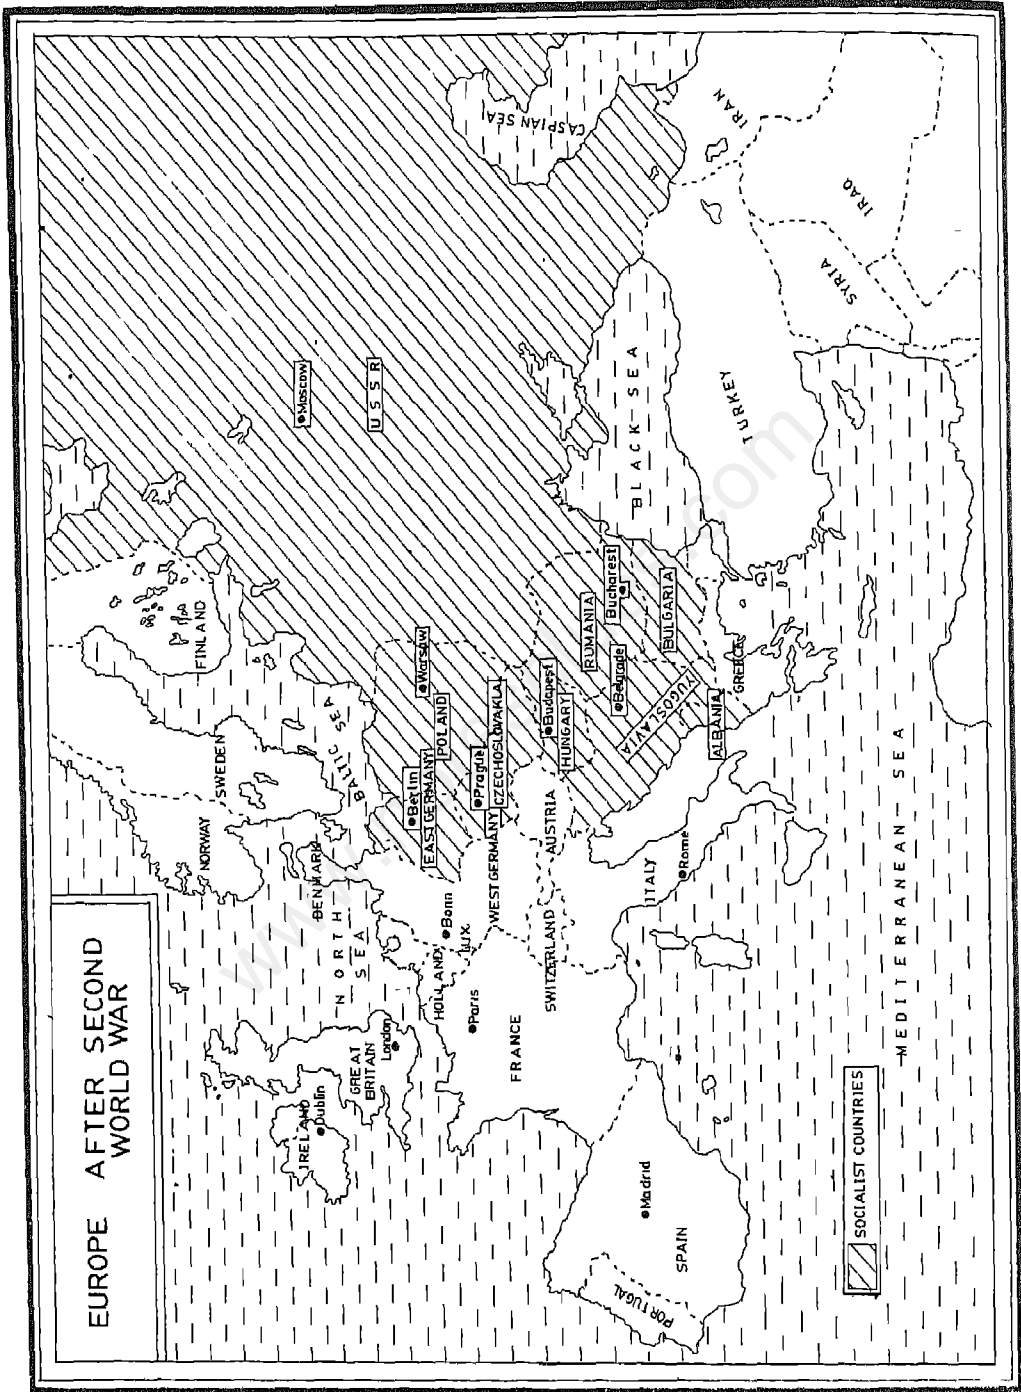 EUROPE AFTER SECOND
WORLD WAR
NORWAY
SWEDEN
FINLAND
DENMARK
BALTIC SEA
NORTH
SEA
IRELAND
Dublin
GREAT
BRITAIN
London
HOLLAND
Bonn
LUX.
Paris
FRANCE
Berlin
EAST GERMANY
WEST GERMANY
POLAND
Warsaw
Prague
CZECHOSLOVAKLA
Moscow
USSR
CASPIAN SEA
SWITZERLAND
AUSTRIA
Budapest
HUNGARY
RUMANIA
Bucharest
Belgrade
YUGOSLAVIA
BULGARIA
ALBANIA
GREECE
ITALY
Rome
Madrid
SPAIN
PORTUGAL
BLACK SEA
TURKEY
SYRIA
IRAQ
IRAN
MEDITERRANEAN SEA
SOCIALIST COUNTRIES